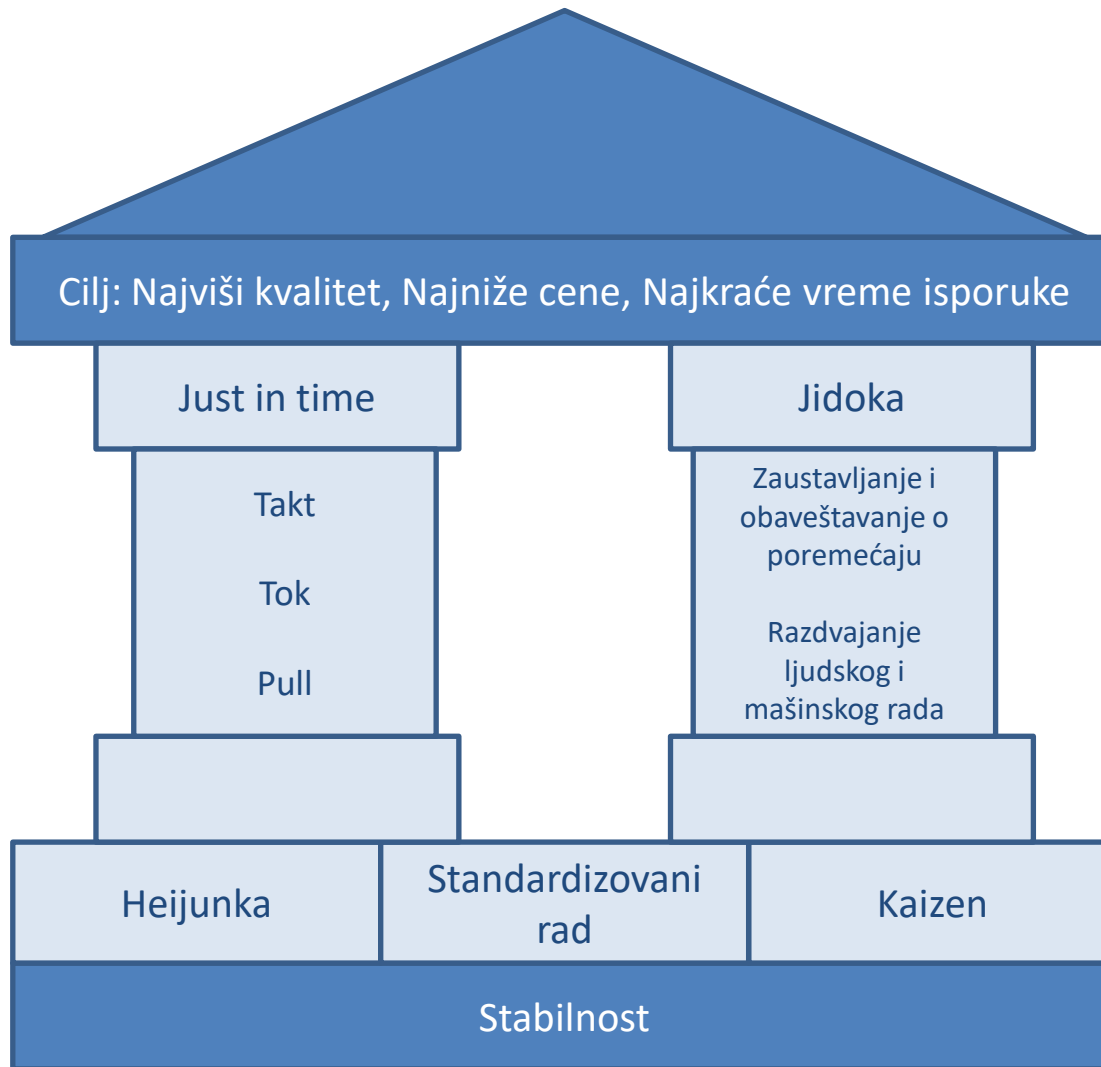 Cilj: Najviši kvalitet, Najniže cene, Najkraće vreme isporuke
Just in time
Takt
Tok
Pull
Jidoka
Zaustavljanje i
obaveštavanje o
poremećaju
Razdvajanje
ljudskog i
mašinskog rada
Heijunka
Standardizovani
rad
Kaizen
Stabilnost